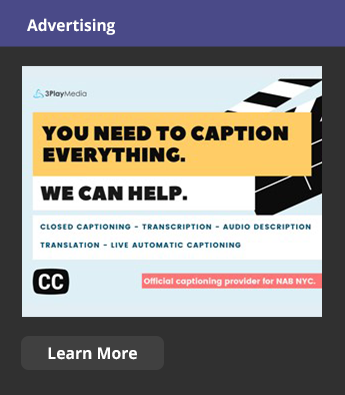 Advertising
3PlayMedia
YOU NEED TO CAPTION
EVERYTHING.
WE CAN HELP.
CLOSED CAPTIONING - TRANSCRIPTION - AUDIO DESCRIPTION
TRANSLATION - LIVE AUTOMATIC CAPTIONING
CC
Official captioning provider for NAB NYC.
Learn More